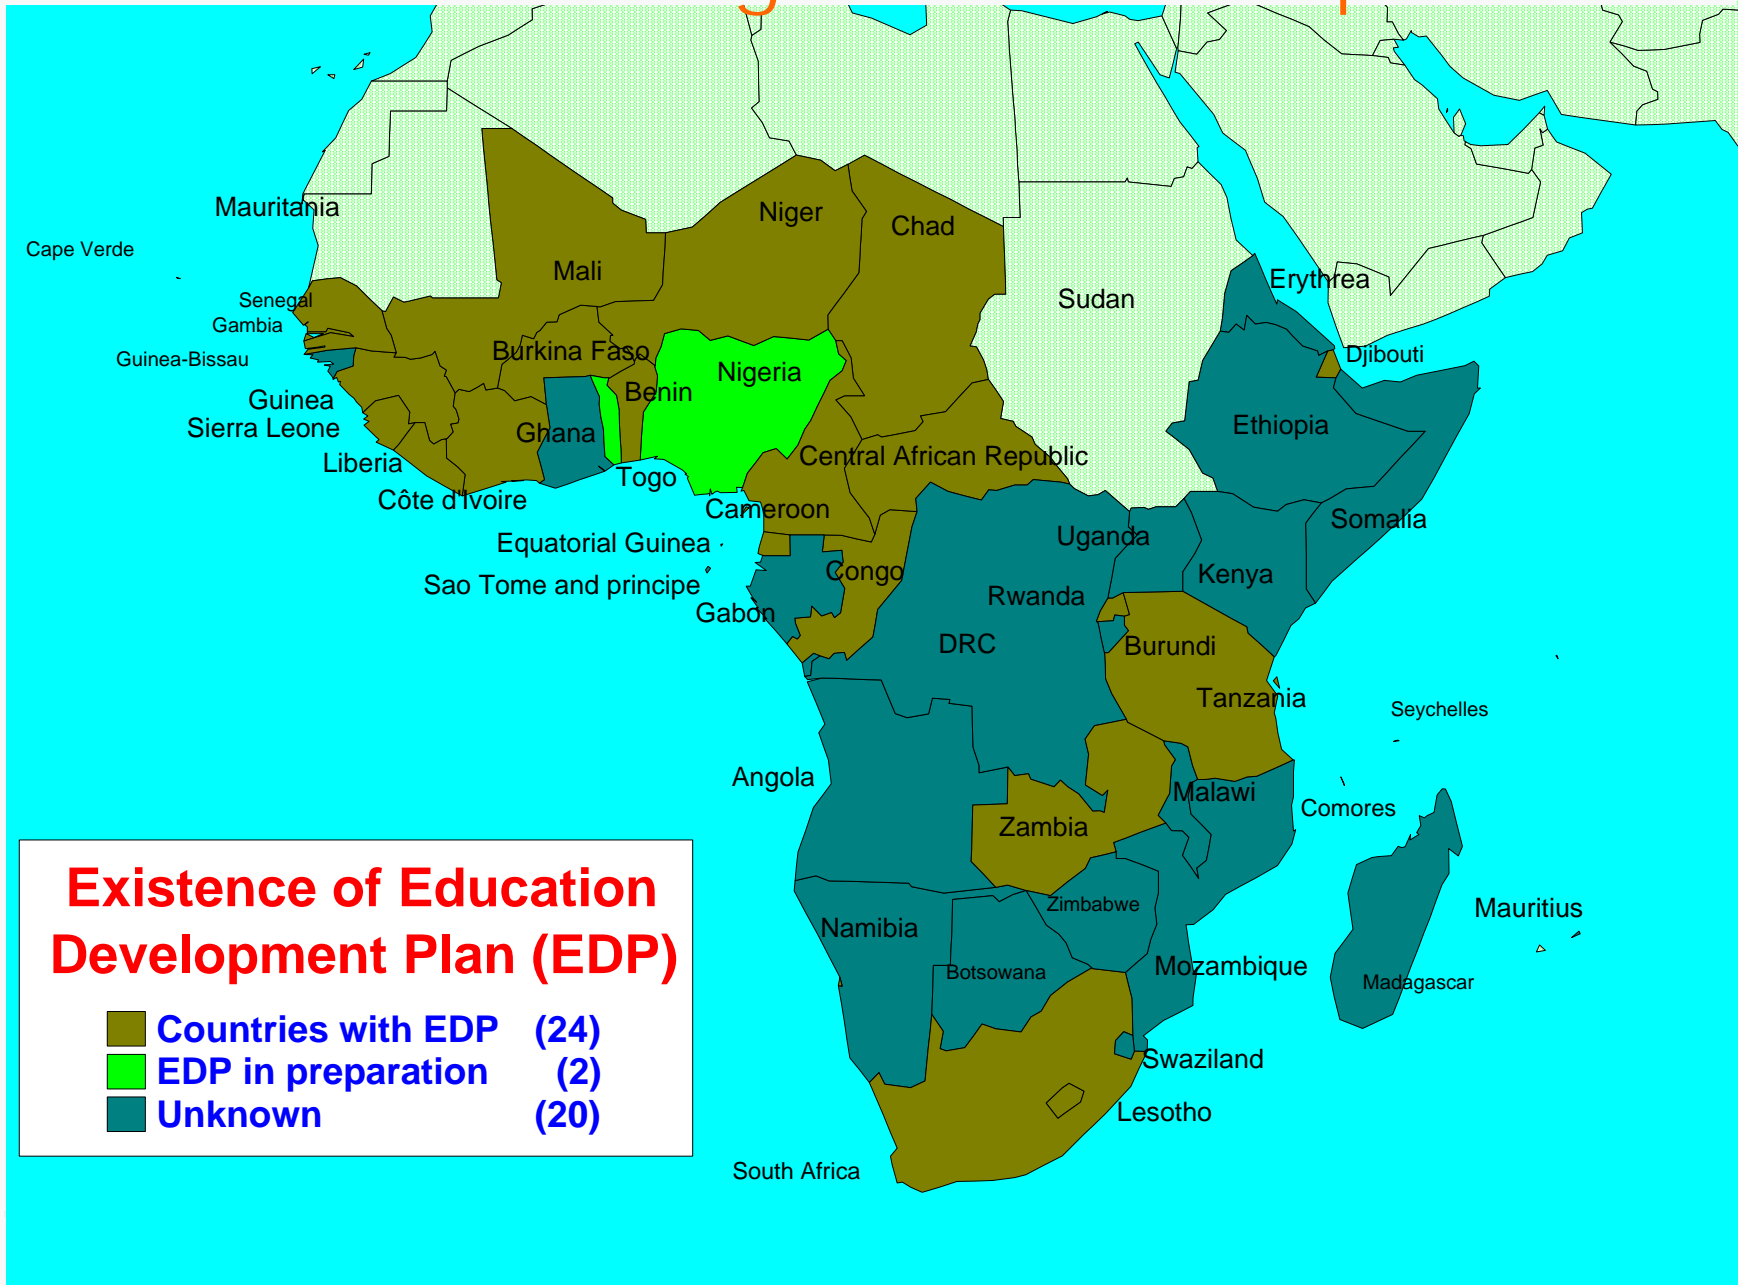 Mauritania
Niger
Chad
Cape Verde
Mali
Erythrea
Senegal
Sudan
Gambia
Guinea-Bissau
Burkina Faso
Djibouti
Nigeria
Benin
Guinea
Sierra Leone
Ghana
Ethiopia
Liberia
Central African Republic
Togo
Côte d'Ivoire
Cameroon
Somalia
Equatorial Guinea
Uganda
Congo
Kenya
Sao Tome and principe
Rwanda
Gabon
DRC
Burundi
Tanzania
Seychelles
Angola
Malawi
Comores
Zambia
Zimbabwe
Mauritius
Namibia
Mozambique
Botsowana
Madagascar
Swaziland
Lesotho
South Africa
Existence of Education
Development Plan (EDP)
Countries with EDP (24)
EDP in preparation (2)
Unknown (20)